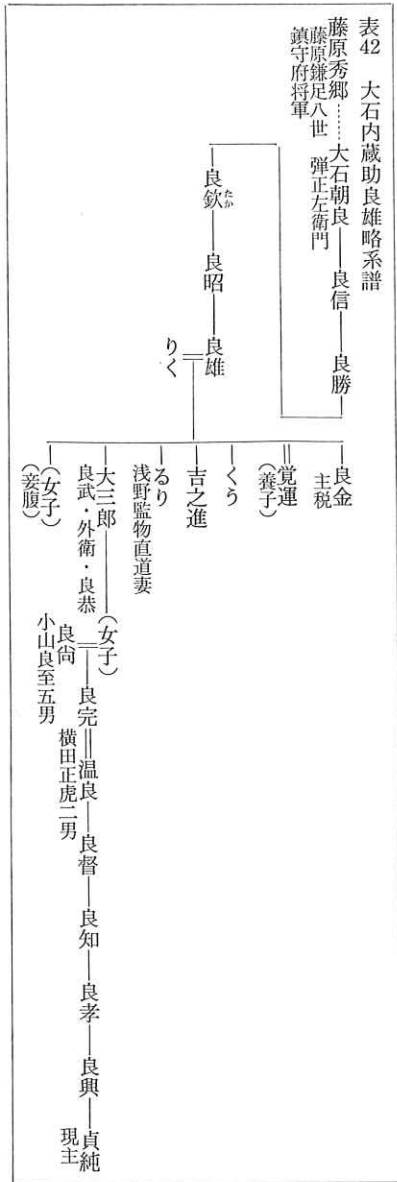 表42　大石内蔵助良雄略系譜
藤原秀郷……大石朝良――良信――良勝
藤原鎌足八世　弾正左衛門
鎮守府将軍
良欽――良昭――良雄
たか
りく
良金
主税
覚運
(養子)
くう
吉之進
るり
浅野監物直道妻
大三郎――(女子)
良武・外衛・良恭
良尚――良完＝温良――良督――良知――良孝――良興――貞純
小山良至五男　横田正虎二男　現主
(女子)
(妾腹)